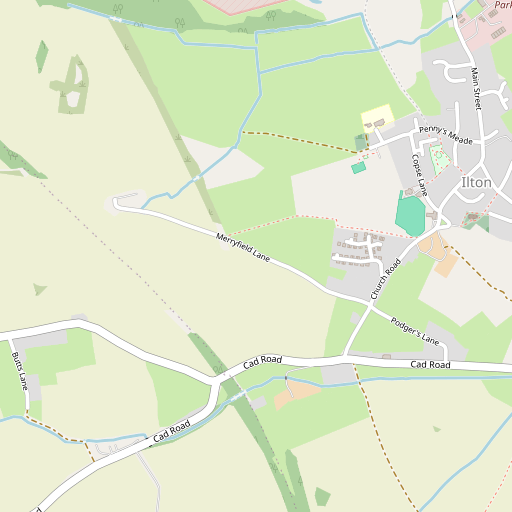 Park
Main Street
Penny's Meade
Copse Lane
Ilton
Merryfield Lane
Church Road
Podger's Lane
Cad Road
Cad Road
Butts Lane
Cad Road